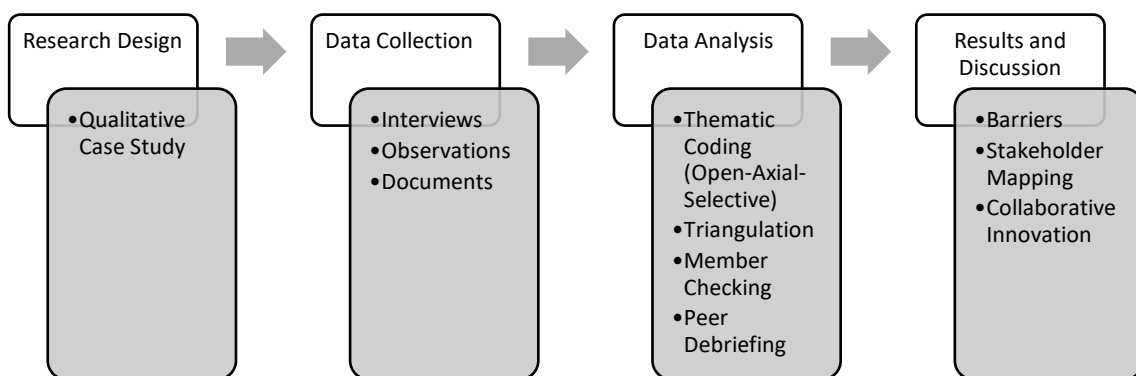 Research Design
•Qualitative
Case Study
Data Collection
•Interviews
•Observations
•Documents
Data Analysis
•Thematic
Coding
(Open-Axial-
Selective)
•Triangulation
•Member
Checking
•Peer
Debriefing
Results and
Discussion
•Barriers
•Stakeholder
Mapping
•Collaborative
Innovation